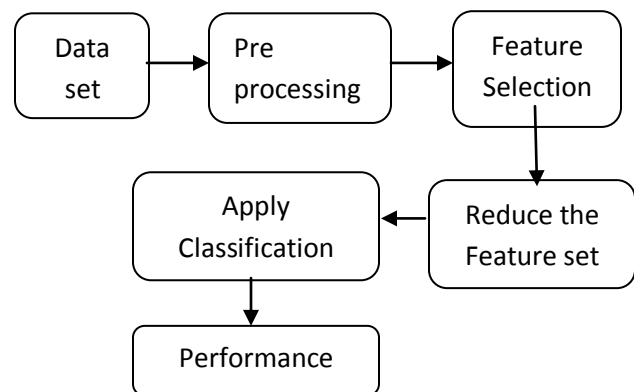 Data
set
Pre
processing
Feature
Selection
Reduce the
Feature set
Apply
Classification
Performance